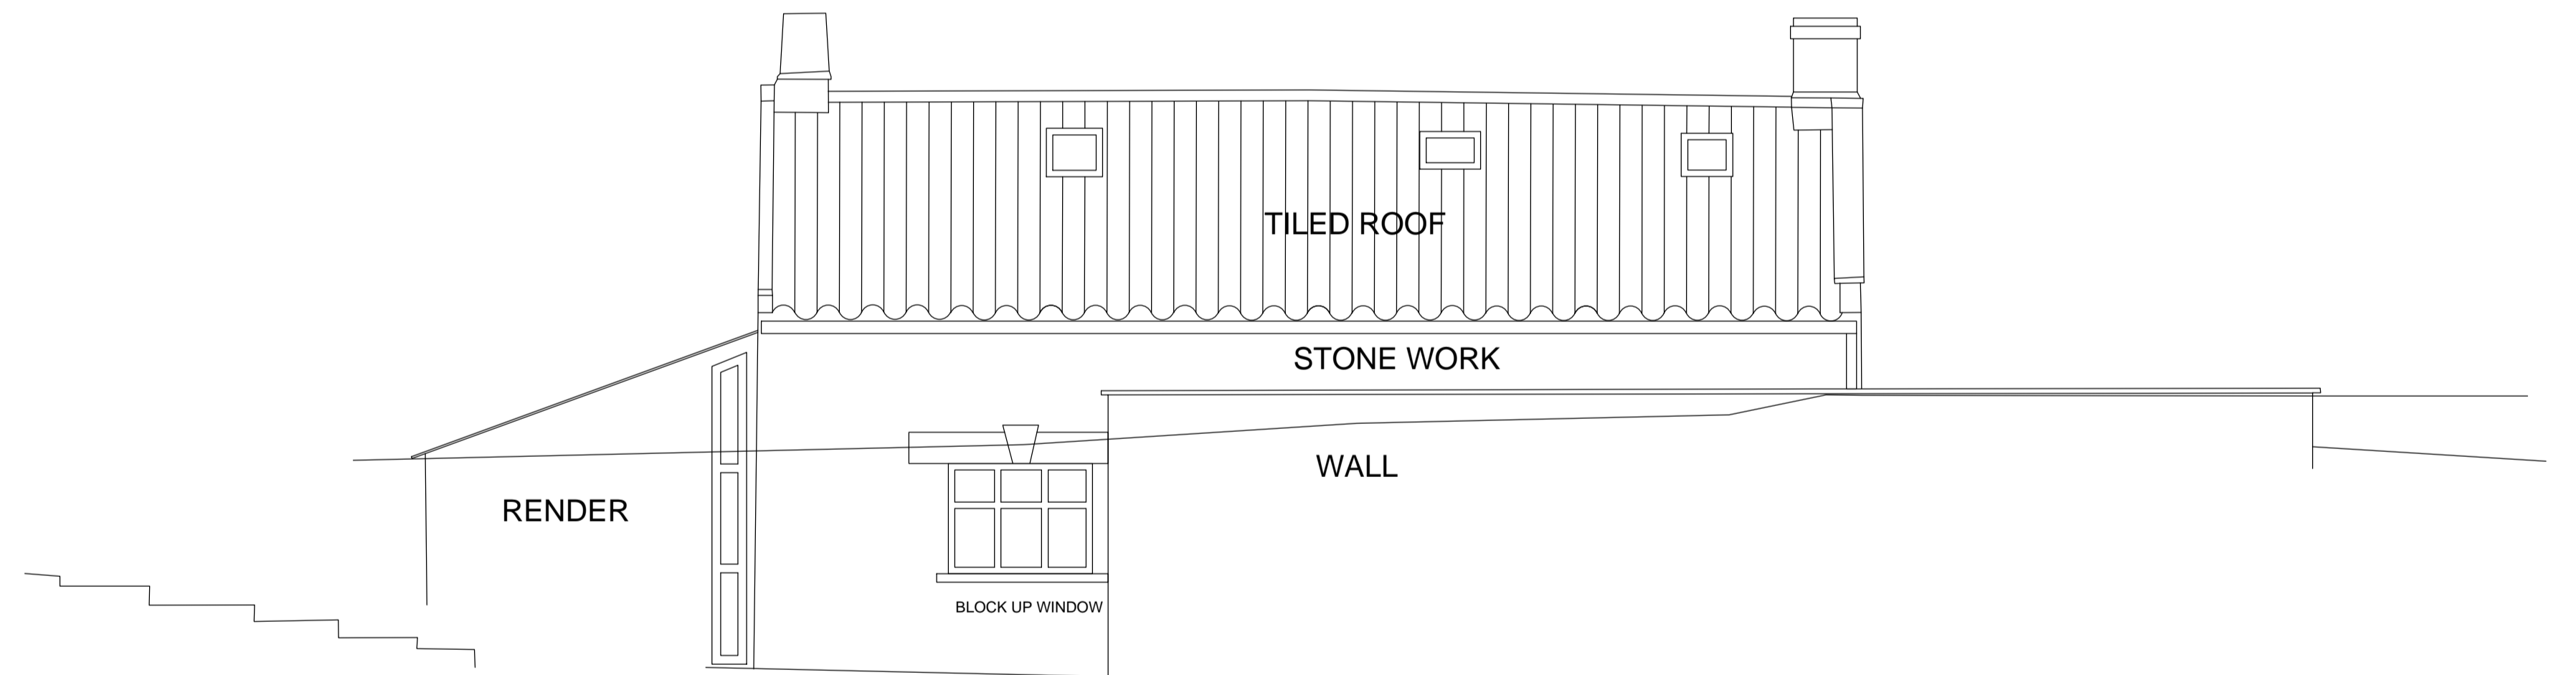 TILED ROOF
STONE WORK
WALL
RENDER
BLOCK UP WINDOW